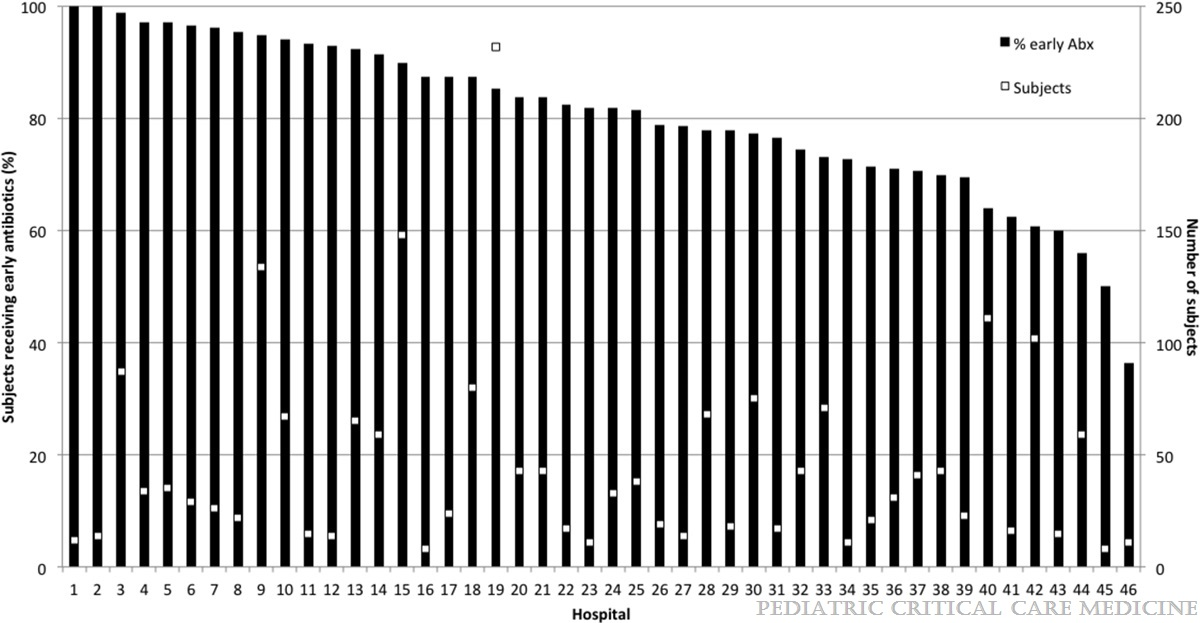 100
80
60
40
20
0
Subjects receiving early antibiotics (%)
% early Abx
Subjects
250
200
150
100
50
0
Number of subjects
1 2 3 4 5 6 7 8 9 10 11 12 13 14 15 16 17 18 19 20 21 22 23 24 25 26 27 28 29 30 31 32 33 34 35 36 37 38 39 40 41 42 43 44 45 46
Hospital
PEDIATRIC CRITICAL CARE MEDICINE